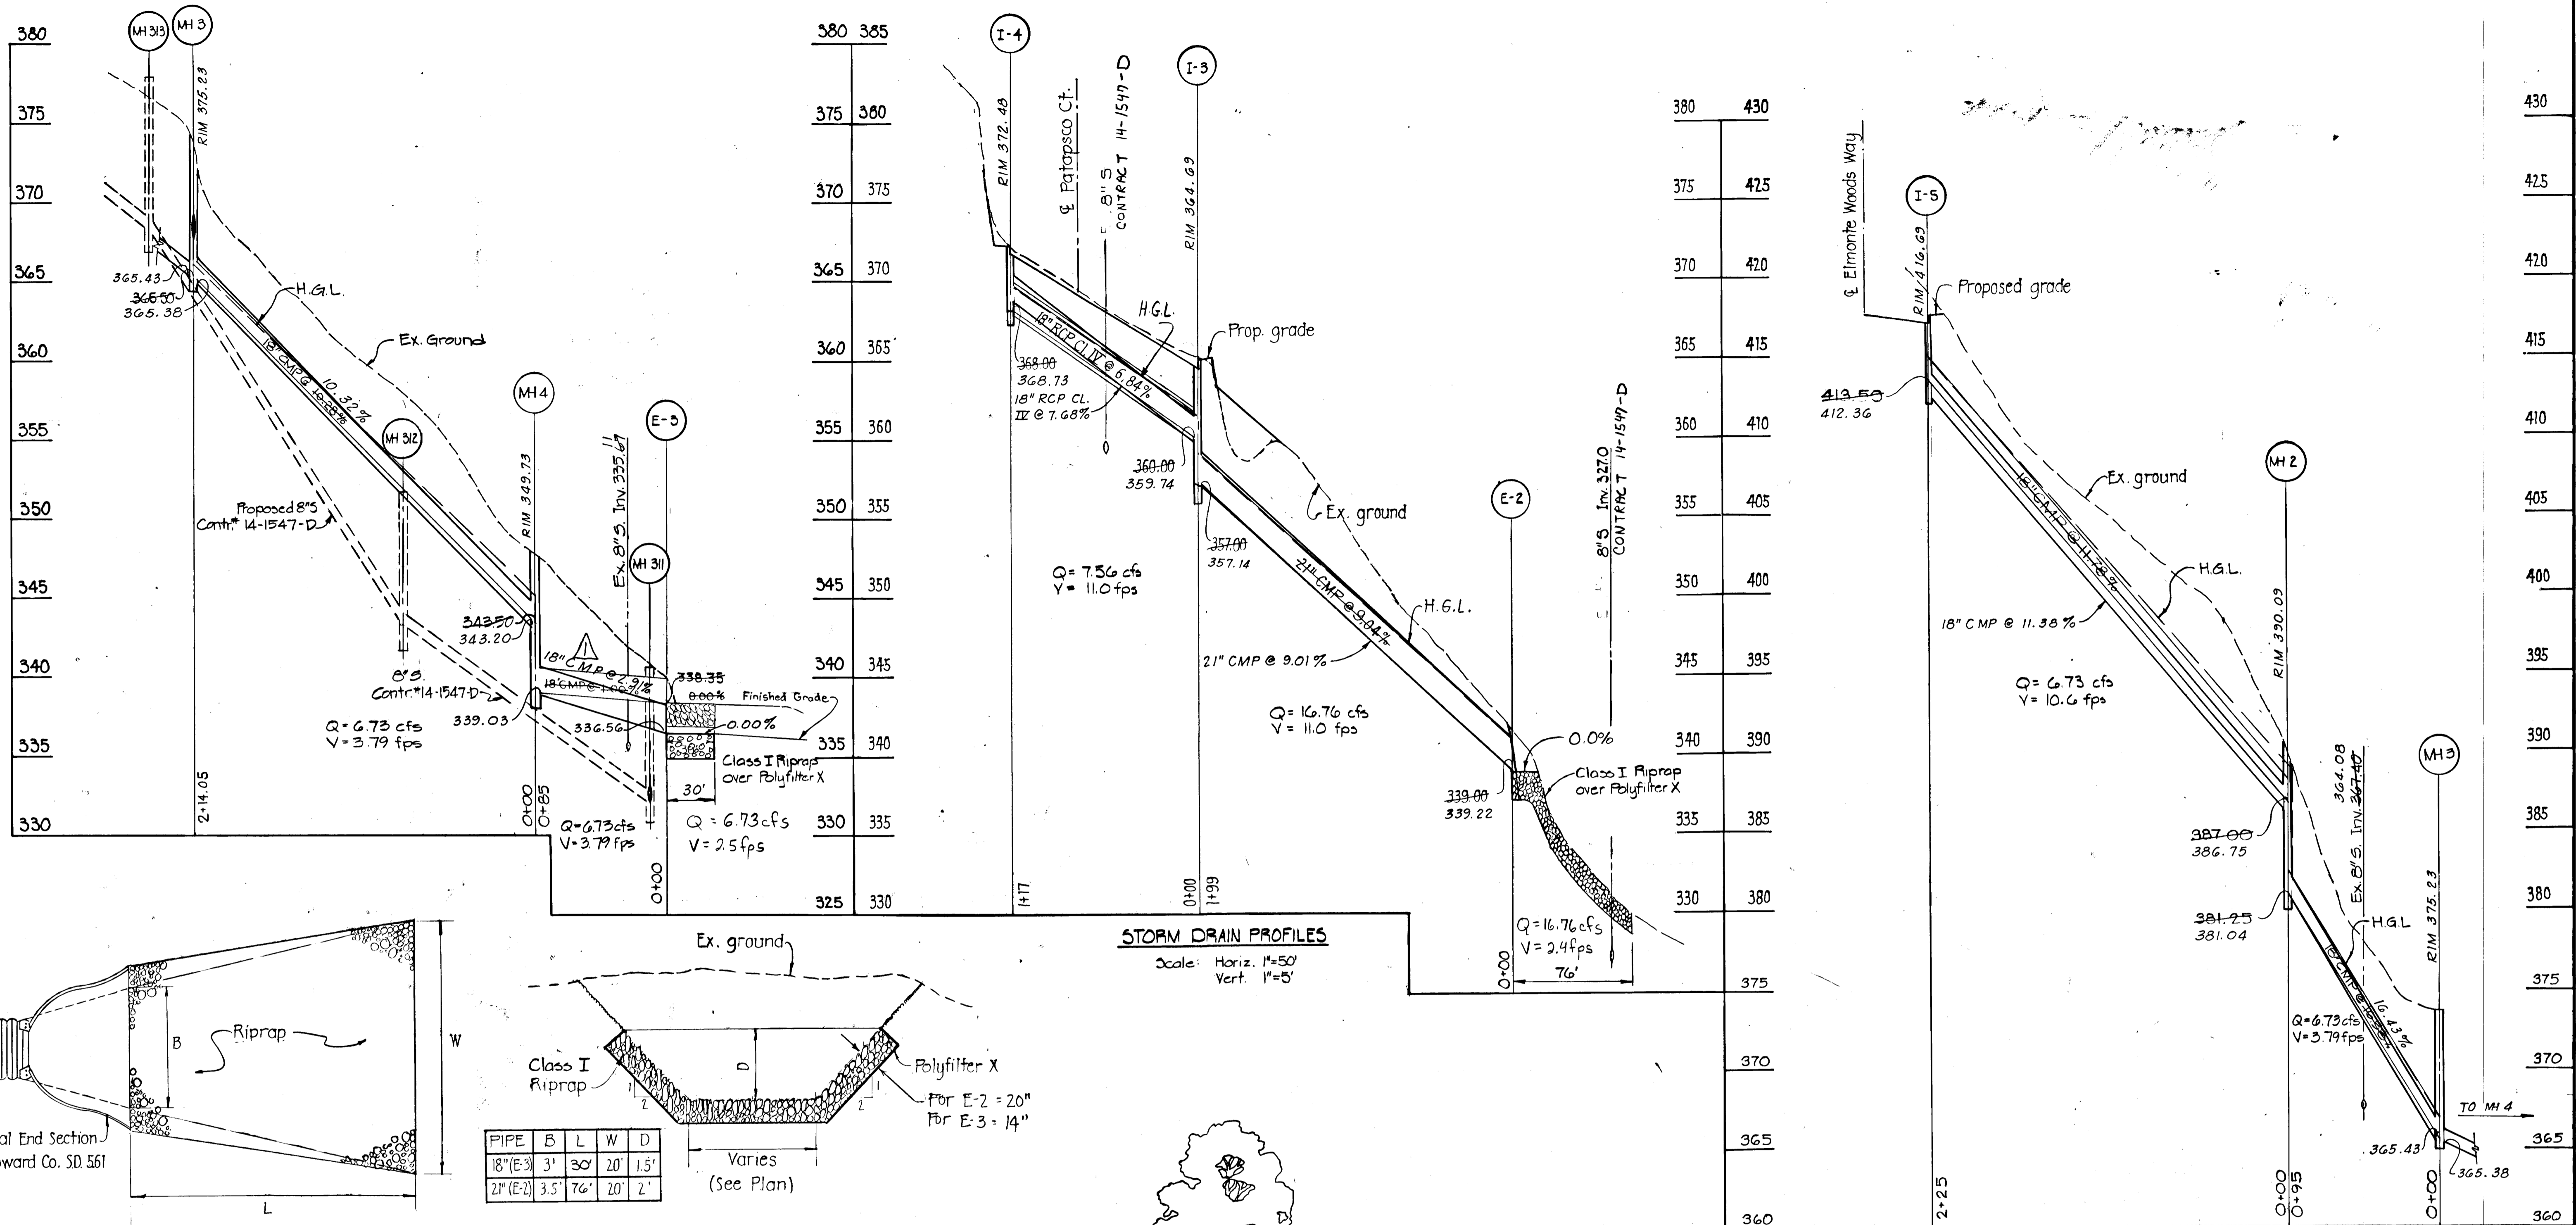 MH 313
MH 3
RIM 375.23
380
375
370
365
360
355
350
345
340
335
330
365.43
365.50
365.38
H.G.L.
Ex. Ground
18" CMP @ 10.28%
10.32%
MH 312
Proposed 8"S
Contr.# 14-1547-D
8"S.
Contr.#14-1547-D
MH 4
RIM 349.73
343.50
343.20
Ex. 8" S. Inv. 335.67
E-3
MH 311
18" CMP @ 2.91%
18" CMP @ 1.00%
338.35
0.00%
Finished Grade
339.03
336.56
0.00%
Q = 6.73 cfs
V = 3.79 fps
Class I Riprap
over Polyfilter X
30'
Q = 6.73 cfs
V = 3.79 fps
Q = 6.73 cfs
V = 2.5 fps
2+14.05
0+00
0+85
0+00
380 385
375 380
370 375
365 370
360 365
355 360
350 355
345 350
340 345
335 340
330 335
325 330
I-4
RIM 372.48
℄ Patapsco Ct.
8" S
CONTRACT 14-1547-D
I-3
RIM 364.69
H.G.L.
Prop. grade
18" RCP Cl IV @ 6.84%
368.00
368.73
18" RCP CL.
IV @ 7.68%
360.00
359.74
357.00
357.14
Ex. ground
Q = 7.56 cfs
V = 11.0 fps
21" CMP @ 9.04%
H.G.L.
21" CMP @ 9.01%
Q = 16.76 cfs
V = 11.0 fps
E-2
8"S Inv. 327.0
CONTRACT 14-1547-D
0.0%
Class I Riprap
over Polyfilter X
339.00
339.22
Q = 16.76 cfs
V = 2.4 fps
76'
1+17
0+00
1+99
0+00
STORM DRAIN PROFILES
Scale: Horiz. 1"=50'
Vert. 1"=5'
380 430
375 425
370 420
365 415
360 410
355 405
350 400
345 395
340 390
335 385
330 380
375
370
365
360
℄ Elmonte Woods Way
I-5
RIM 416.69
Proposed grade
413.50
412.36
18" CMP @ 11.78%
Ex. ground
H.G.L.
18" CMP @ 11.38%
Q = 6.73 cfs
V = 10.6 fps
MH 2
RIM 390.09
387.00
386.75
381.25
381.04
364.08
Ex. 8" S. Inv. 367.40
H.G.L
MH 3
RIM 375.23
16.43%
Q = 6.73 cfs
V = 3.79 fps
TO MH 4
365.43
365.38
2+25
0+00
0+95
0+00
430
425
420
415
410
405
400
395
390
385
380
375
370
365
360
Riprap
B
W
L
End Section
Co. S.D. 5.61
Ex. ground
Class I
Riprap
D
1
2
1
2
Polyfilter X
For E-2 = 20"
For E-3 = 14"
Varies
(See Plan)
PIPE B L W D
18" (E-3) 3' 30' 20' 1.5'
21" (E-2) 3.5' 76' 20' 2'